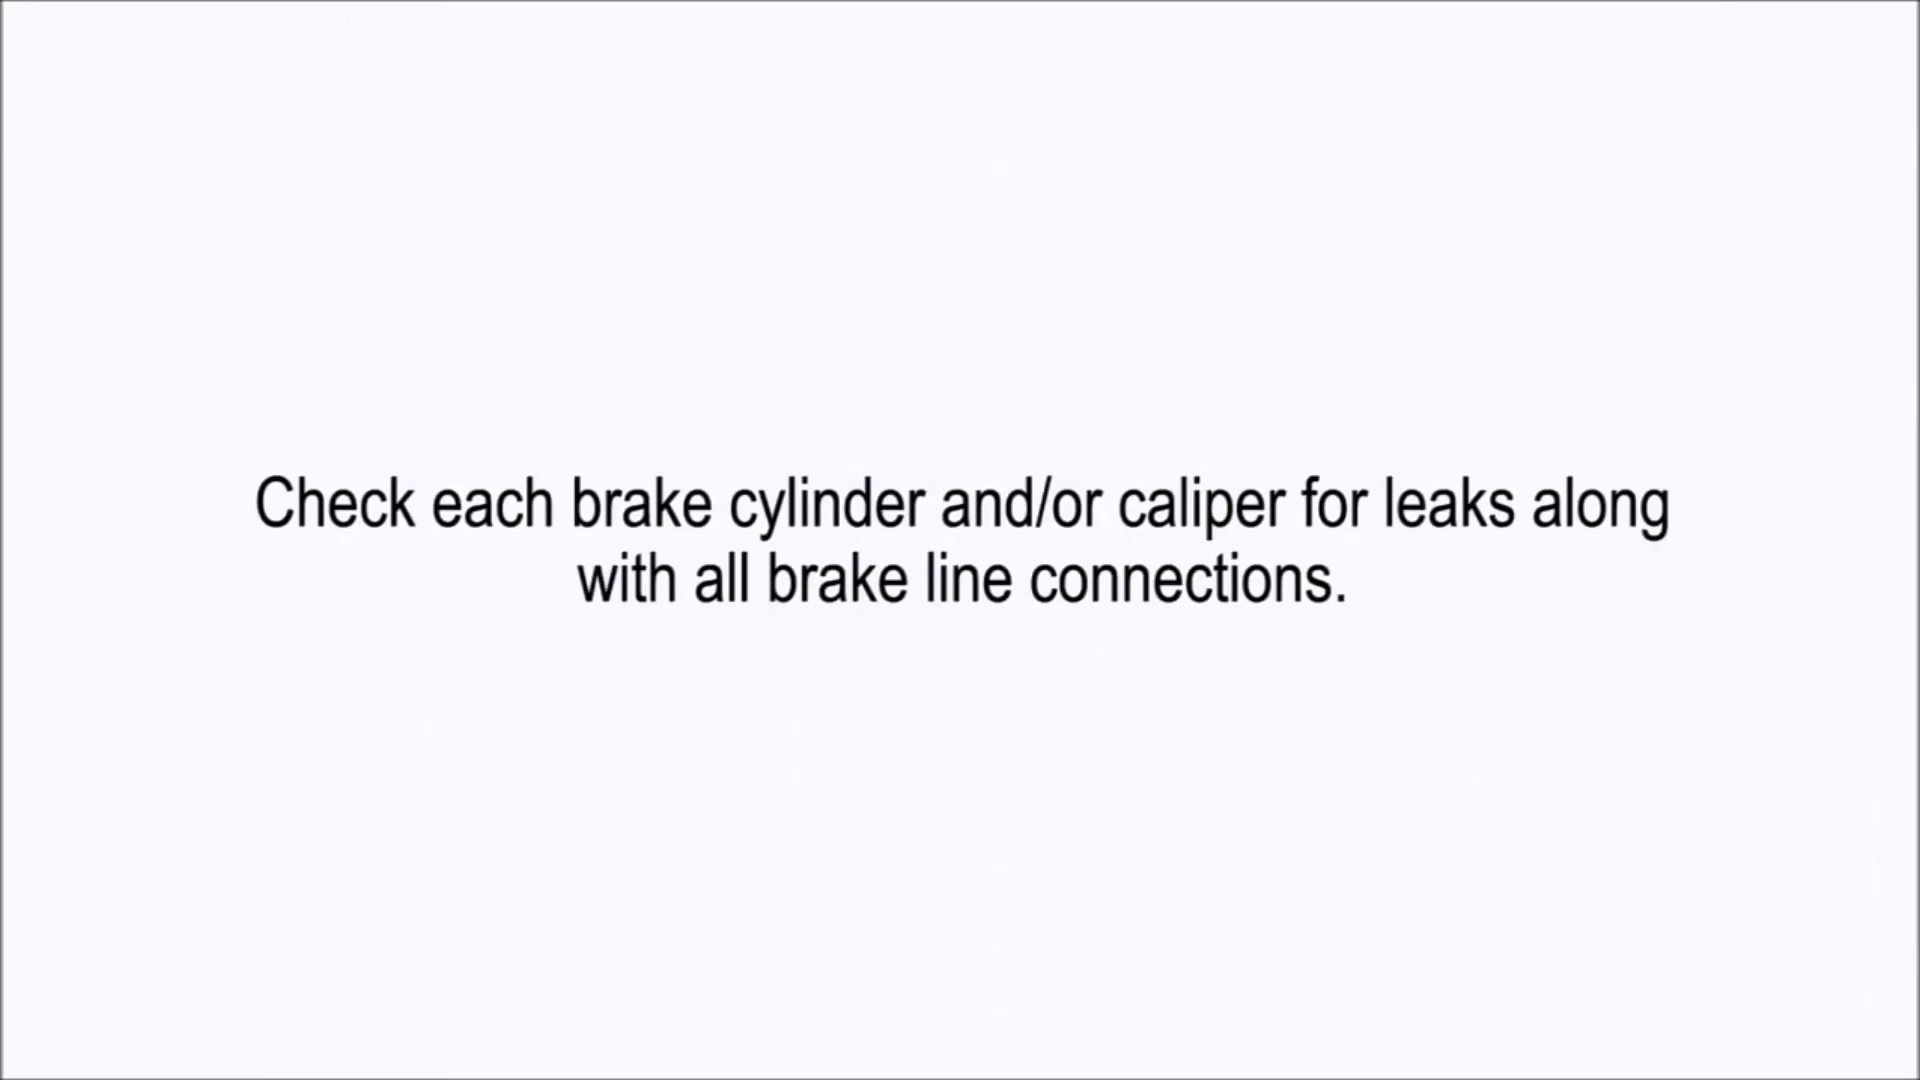 Check each brake cylinder and/or caliper for leaks along
with all brake line connections.